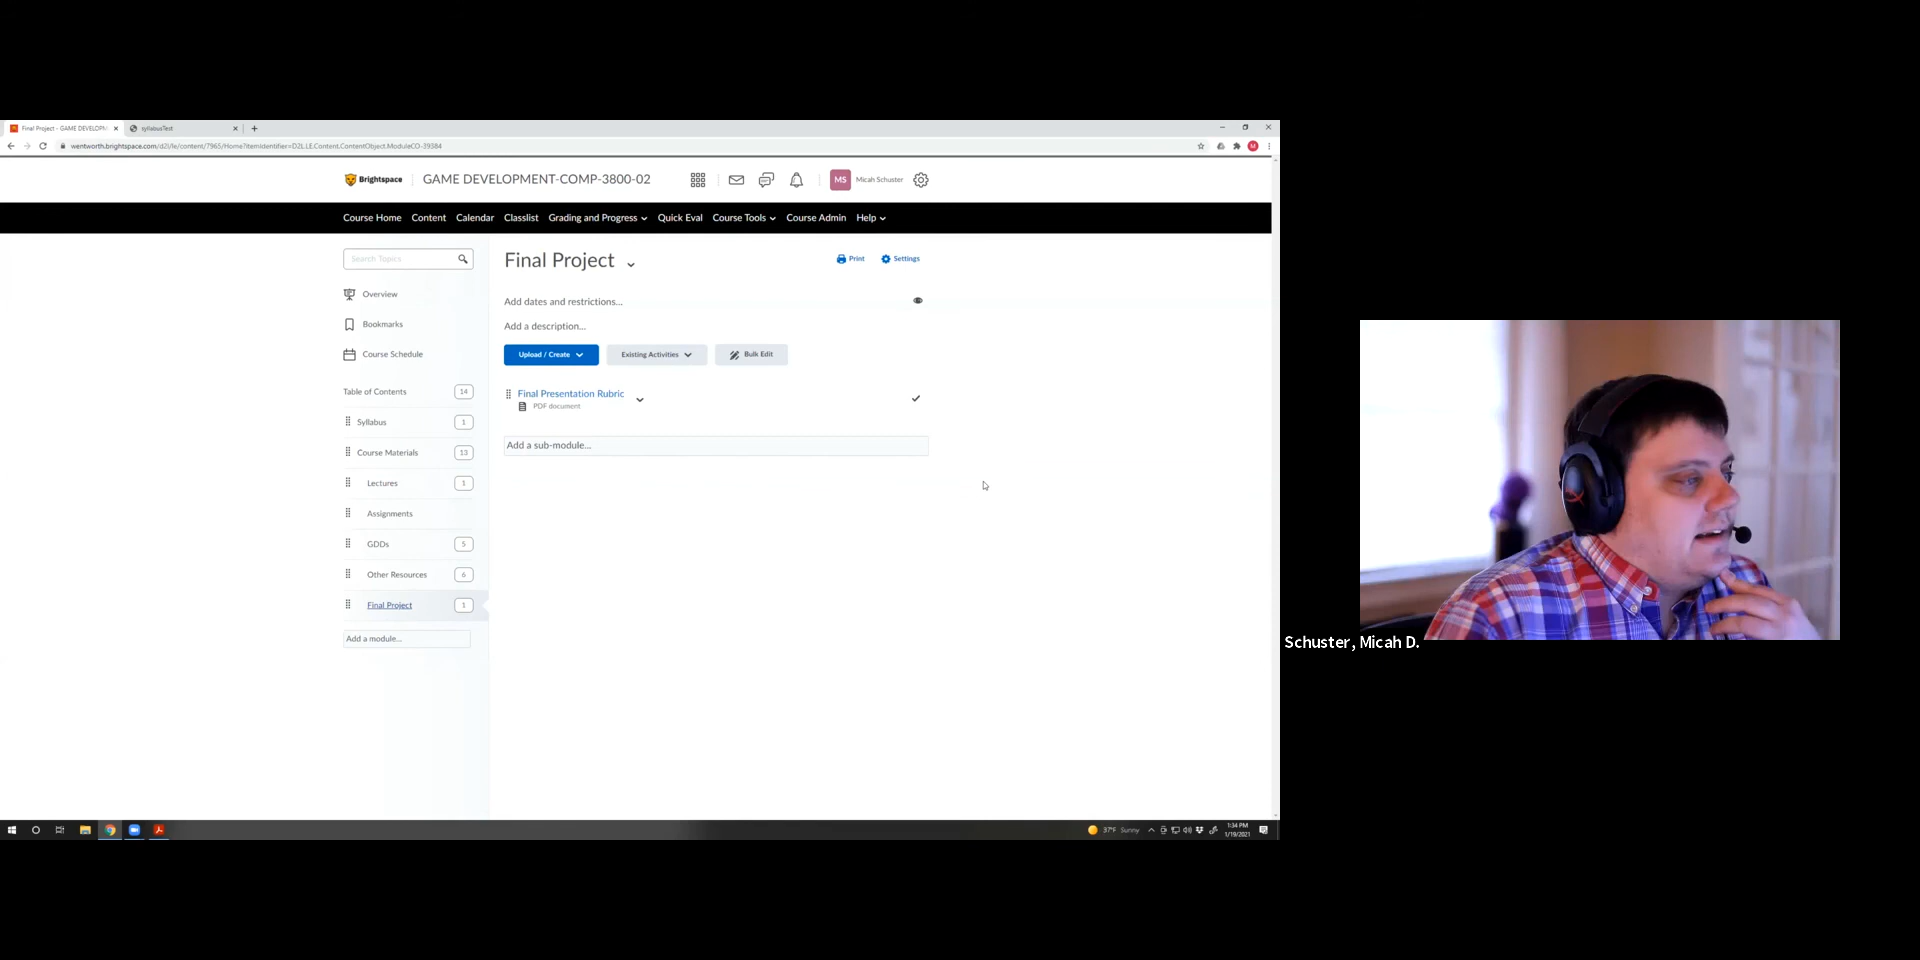 Final Project - GAME DEVELOPM
syllabusTest
wentworth.brightspace.com/d2l/le/content/7965/Home?itemIdentifier=D2L.LE.Content.ContentObject.ModuleCO-39384
Brightspace
GAME DEVELOPMENT-COMP-3800-02
MS
Micah Schuster
M
Course Home
Content
Calendar
Classlist
Grading and Progress
Quick Eval
Course Tools
Course Admin
Help
Search Topics
Overview
Bookmarks
Course Schedule
Table of Contents 14
Syllabus 1
Course Materials 13
Lectures 1
Assignments
GDDs 5
Other Resources 6
Final Project 1
Add a module...
Final Project
Print
Settings
Add dates and restrictions...
Add a description...
Upload / Create
Existing Activities
Bulk Edit
Final Presentation Rubric
PDF document
Add a sub-module...
Schuster, Micah D.
37°F Sunny
1:34 PM
1/19/2021